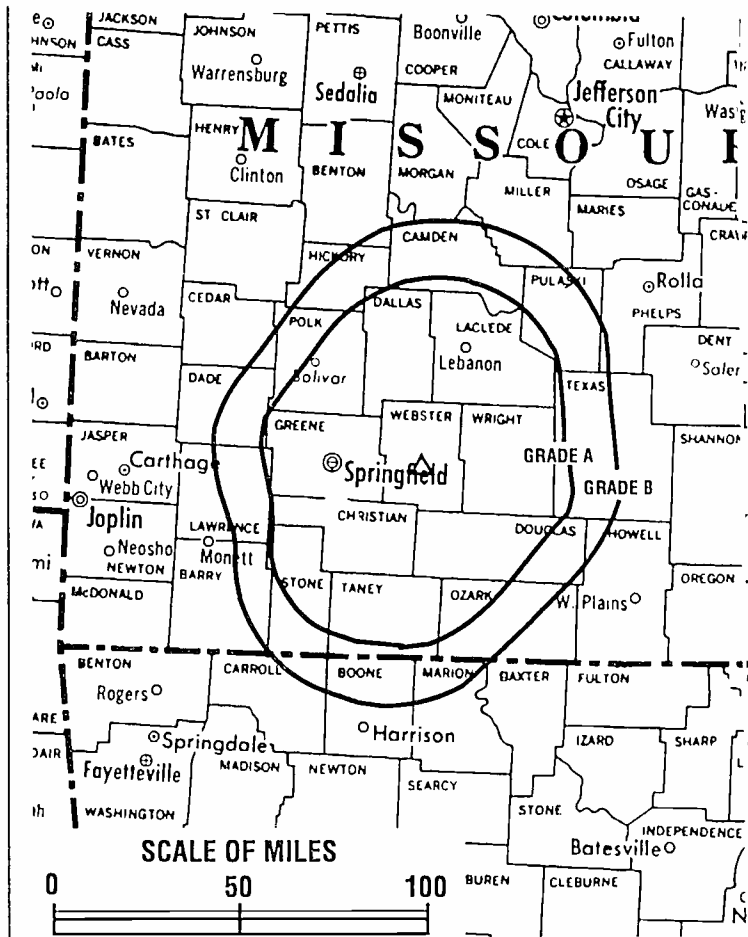 JACKSON
CASS
JOHNSON
PETTIS
Boonville
Fulton
CALLAWAY
Warrensburg
Sedalia
COOPER
MONITEAU
Jefferson
City
HENRY
M I S S O U
COLE
BATES
Clinton
BENTON
MORGAN
MILLER
OSAGE
GAS-
CONADE
ST CLAIR
MARIES
CAMDEN
VERNON
HICKORY
Nevada
CEDAR
DALLAS
PULASKI
Rolla
PHELPS
POLK
LACLEDE
Lebanon
DENT
BARTON
Bolivar
DADE
TEXAS
GREENE
WEBSTER
WRIGHT
SHANNON
JASPER
Carthage
Webb City
Springfield
GRADE A
GRADE B
Joplin
CHRISTIAN
LAWRENCE
DOUGLAS
HOWELL
Neosho
Monett
NEWTON
BARRY
STONE
TANEY
OZARK
OREGON
McDONALD
W. Plains
BENTON
CARROLL
BOONE
MARION
BAXTER
FULTON
Rogers
Springdale
Harrison
IZARD
SHARP
Fayetteville
MADISON
NEWTON
SEARCY
WASHINGTON
STONE
INDEPENDENCE
Batesville
SCALE OF MILES
0 50 100
BUREN
CLEBURNE